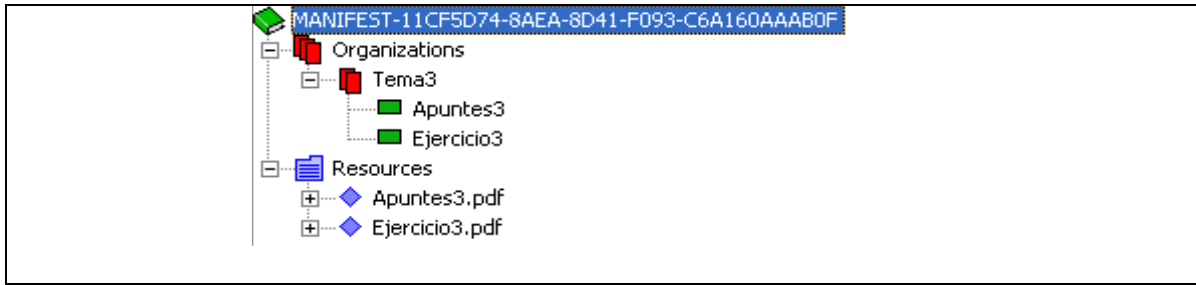 MANIFEST-11CF5D74-8AEA-8D41-F093-C6A160AAAB0F
Organizations
Tema3
Apuntes3
Ejercicio3
Resources
Apuntes3.pdf
Ejercicio3.pdf